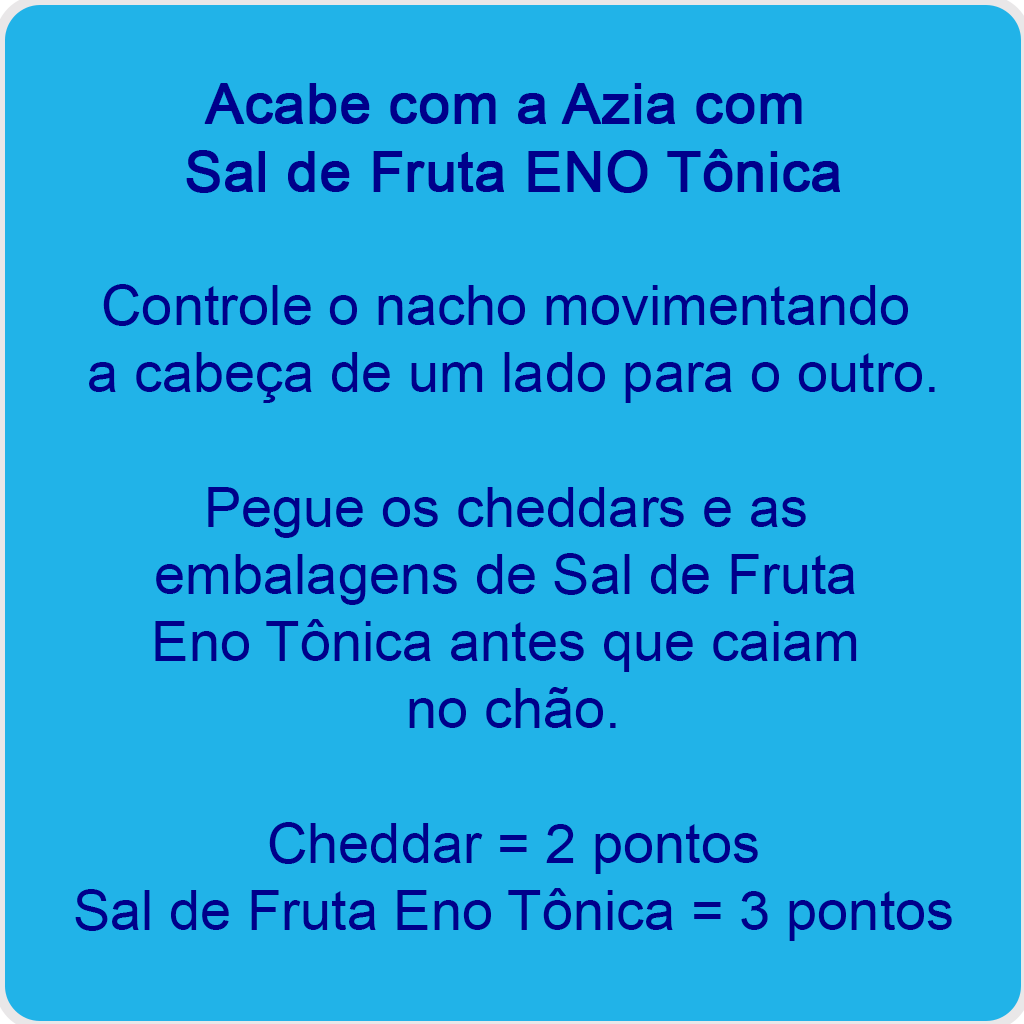 Acabe com a Azia com
Sal de Fruta ENO Tônica
Controle o nacho movimentando
a cabeça de um lado para o outro.
Pegue os cheddars e as
embalagens de Sal de Fruta
Eno Tônica antes que caiam
no chão.
Cheddar = 2 pontos
Sal de Fruta Eno Tônica = 3 pontos